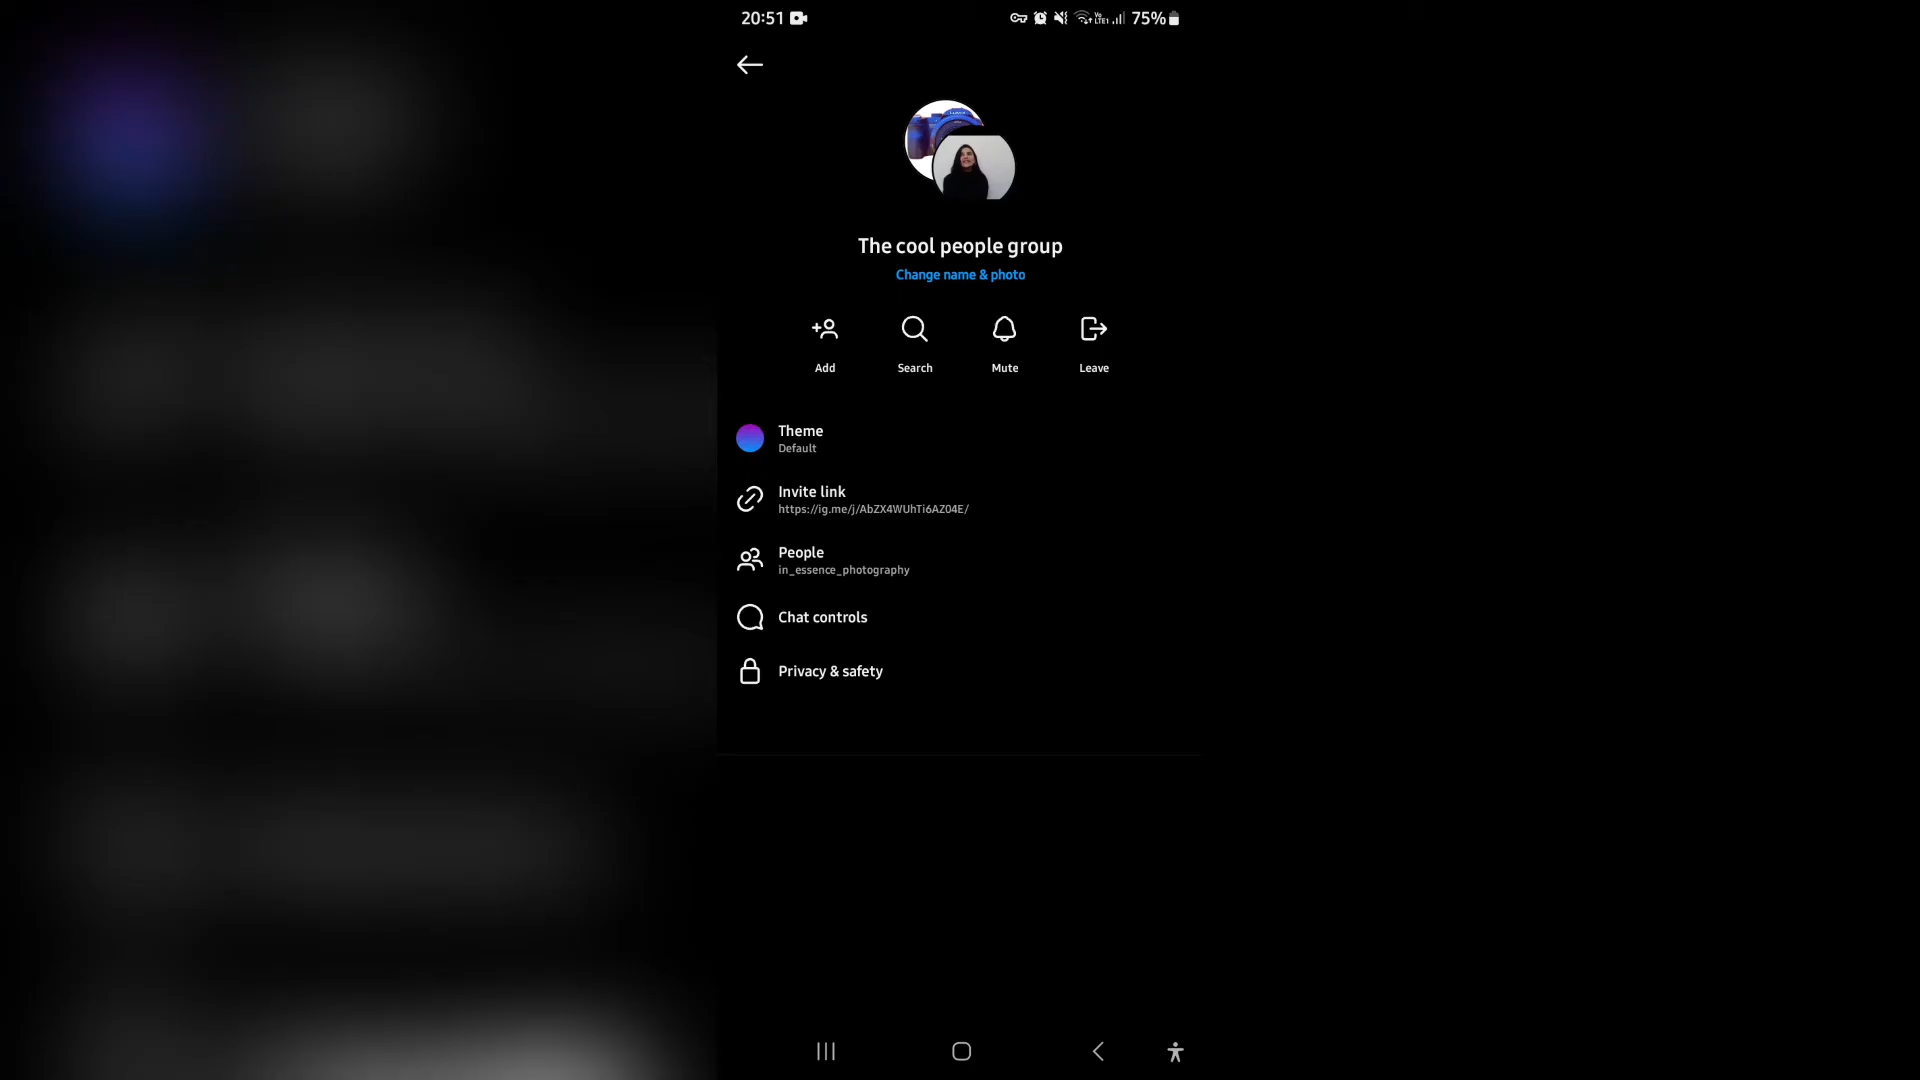 20:51
75%
The cool people group
Change name & photo
Add
Search
Mute
Leave
Theme
Default
Invite link
https://ig.me/j/AbZX4WUhTi6AZ04E/
People
in_essence_photography
Chat controls
Privacy & safety